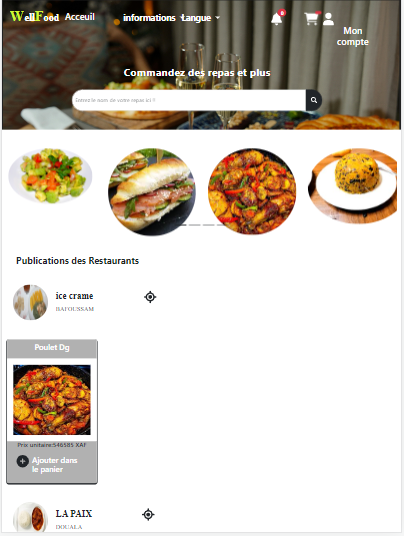 WellFood Acceuil informations Langue
Mon
compte
Commandez des repas et plus
Entrez le nom de votre repas ici !!
Publications des Restaurants
ice crame
BAFOUSSAM
Poulet Dg
Prix unitaire:546585 XAF
Ajouter dans
le panier
LA PAIX
DOUALA